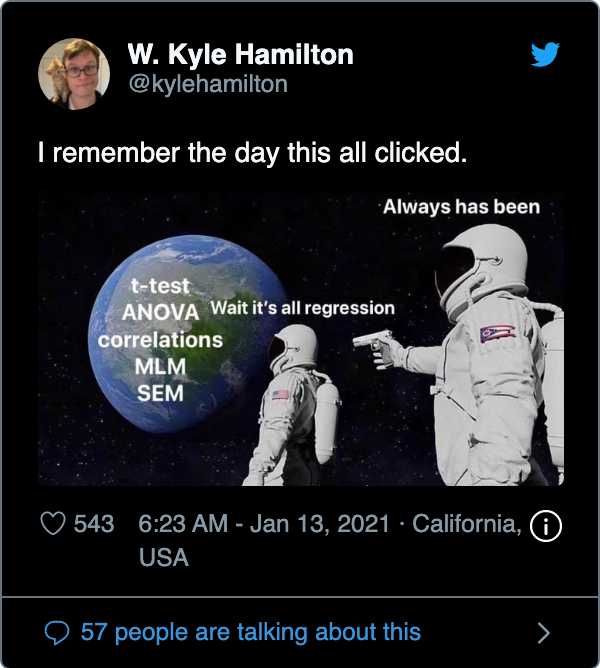 W. Kyle Hamilton
@kylehamilton
I remember the day this all clicked.
Always has been
t-test
ANOVA
Wait it's all regression
correlations
MLM
SEM
543
6:23 AM - Jan 13, 2021 · California,
USA
57 people are talking about this